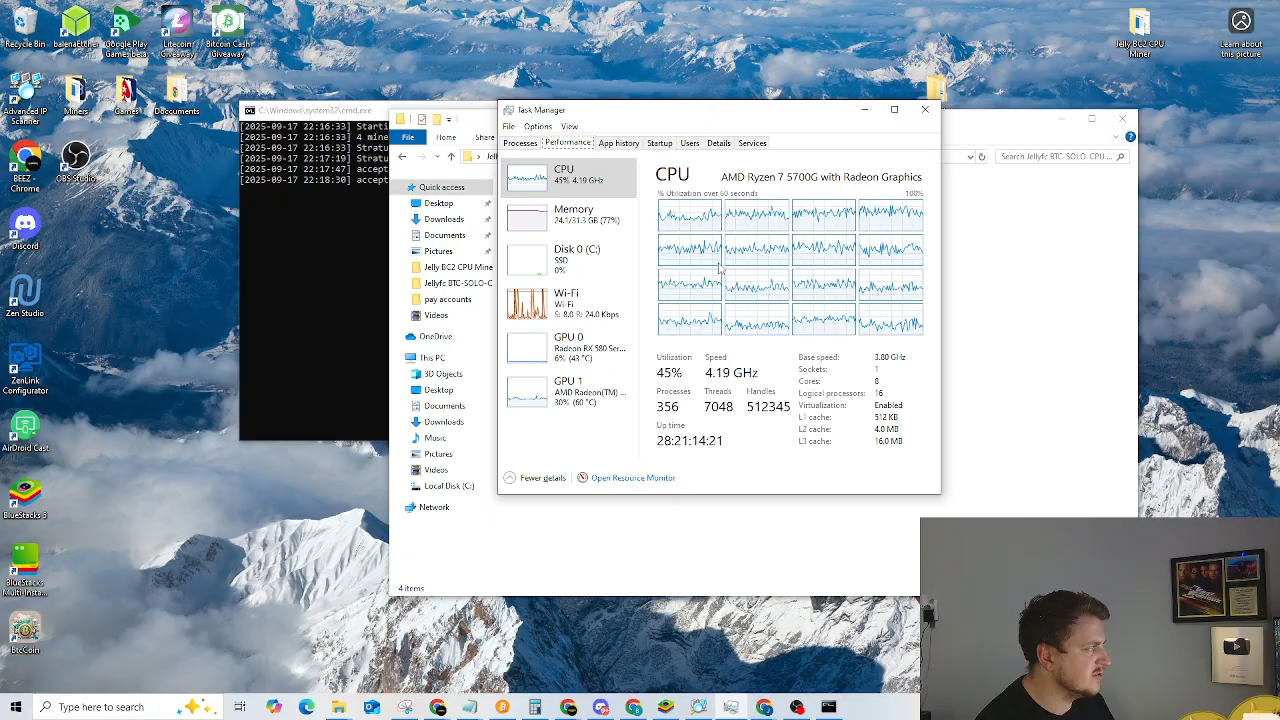 Recycle Bin
balenaEtcher
Google Play Games beta
Litecoin Giveaway
Bitcoin Cash Giveaway
Jelly BC2 CPU Miner
Learn about this picture
Advanced IP Scanner
Miners
Games
Documents
BEEZ - Chrome
OBS Studio
Discord
Zen Studio
ZenLink Configurator
AirDroid Cast
BlueStacks 5
BlueStacks Multi-Insta...
BtcCoin
C:\Windows\system32\cmd.exe
[2025-09-17 22:16:33] Starti
[2025-09-17 22:16:33] 4 mine
[2025-09-17 22:16:33] Stratu
[2025-09-17 22:17:19] Stratu
[2025-09-17 22:17:47] accept
[2025-09-17 22:18:30] accept
File
Home
Share
Search Jellyfc BTC-SOLO-CPU ...
Quick access
Desktop
Downloads
Documents
Pictures
Jelly BC2 CPU Mine
Jellyfc BTC-SOLO-C
pay accounts
Videos
OneDrive
This PC
3D Objects
Desktop
Documents
Downloads
Music
Pictures
Videos
Local Disk (C:)
Network
4 items
Task Manager
File Options View
Processes Performance App history Startup Users Details Services
CPU
45% 4.19 GHz
Memory
24.1/31.3 GB (77%)
Disk 0 (C:)
SSD
0%
Wi-Fi
Wi-Fi
S: 8.0 R: 24.0 Kbps
GPU 0
Radeon RX 580 Ser...
6% (43 °C)
GPU 1
AMD Radeon(TM) ...
30% (60 °C)
CPU AMD Ryzen 7 5700G with Radeon Graphics
% Utilization over 60 seconds 100%
Utilization Speed
45% 4.19 GHz
Processes Threads Handles
356 7048 512345
Up time
28:21:14:21
Base speed: 3.80 GHz
Sockets: 1
Cores: 8
Logical processors: 16
Virtualization: Enabled
L1 cache: 512 KB
L2 cache: 4.0 MB
L3 cache: 16.0 MB
Fewer details
Open Resource Monitor
Type here to search